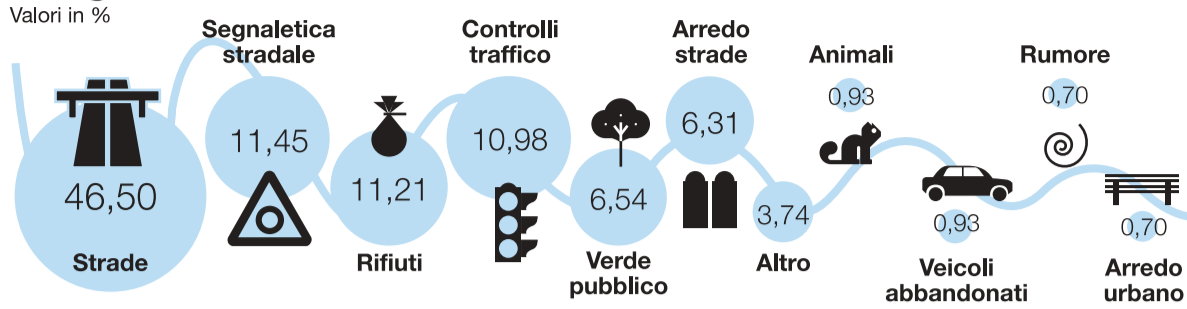 Valori in %
Segnaletica
stradale
Controlli
traffico
Arredo
strade
Animali
Rumore
0,93
0,70
11,45
10,98
6,31
46,50
11,21
6,54
3,74
0,93
0,70
Strade
Rifiuti
Verde
pubblico
Altro
Veicoli
abbandonati
Arredo
urbano